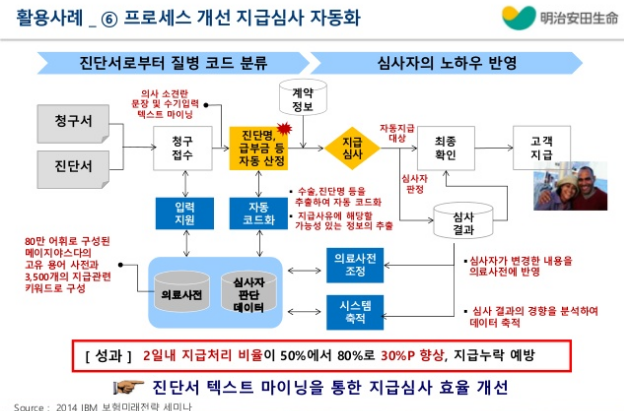 활용사례 _ ⑥ 프로세스 개선 지급심사 자동화
明治安田生命
진단서로부터 질병 코드 분류
심사자의 노하우 반영
의사 소견란
문장 및 수기입력
텍스트 마이닝
계약
정보
청구서
진단서
청구
접수
진단명,
급부금 등
자동 산정
지급
심사
자동지급
대상
최종
확인
고객
지급
심사자
판정
입력
지원
자동
코드화
• 수술,진단명 등을
추출하여 자동 코드화
• 지급사유에 해당할
가능성 있는 정보의 추출
심사
결과
80만 어휘로 구성된
메이지야스다의
고유 용어 사전과
3,500개의 지급관련
키워드로 구성
의료사전
심사자
판단
데이터
의료사전
조정
• 심사자가 변경한 내용을
의료사전에 반영
시스템
축적
• 심사 결과의 경향을 분석하여
데이터 축적
[ 성과 ] 2일내 지급처리 비율이 50%에서 80%로 30%P 향상, 지급누락 예방
진단서 텍스트 마이닝을 통한 지급심사 효율 개선
Source : 2014 IBM 보험미래전략 세미나